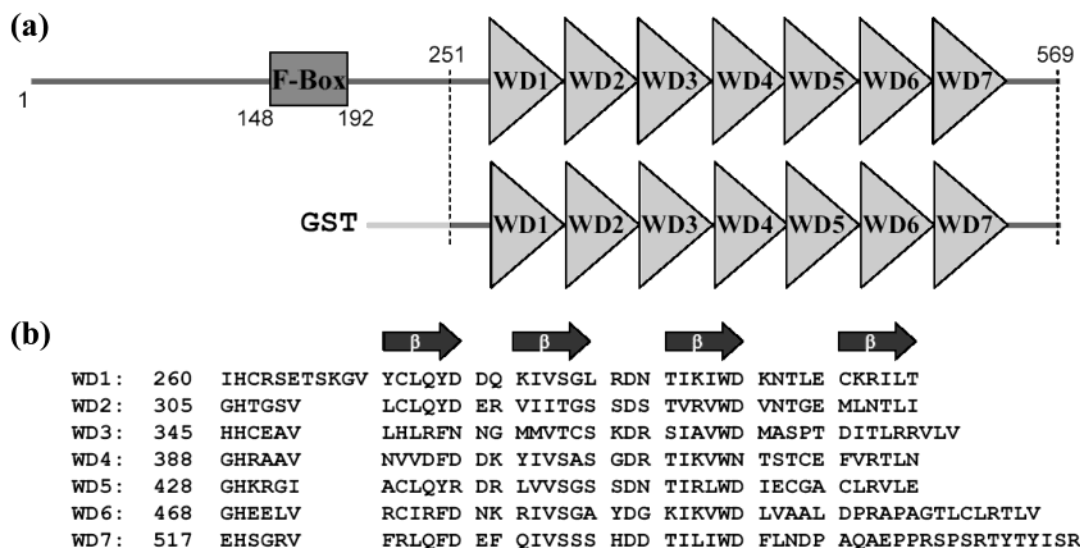 (a)
251 569
F-Box WD1 WD2 WD3 WD4 WD5 WD6 WD7
1
148 192
GST WD1 WD2 WD3 WD4 WD5 WD6 WD7
(b)
β β β β
WD1: 260 IHCRSETSKGV YCLQYD DQ KIVSGL RDN TIKIWD KNTLE CKRILT
WD2: 305 GHTGSV LCLQYD ER VIITGS SDS TVRVWD VNTGE MLNTLI
WD3: 345 HHCEAV LHLRFN NG MMVTCS KDR SIAVWD MASPT DITLRRVLV
WD4: 388 GHRAAV NVVDFD DK YIVSAS GDR TIKVWN TSTCE FVRTLN
WD5: 428 GHKRGI ACLQYR DR LVVSGS SDN TIRLWD IECGA CLRVLE
WD6: 468 GHEELV RCIRFD NK RIVSGA YDG KIKVWD LVAAL DPRAPAGTLCLRTLV
WD7: 517 EHSGRV FRLQFD EF QIVSSS HDD TILIWD FLNDP AQAEPPRSPSRTYTYISR